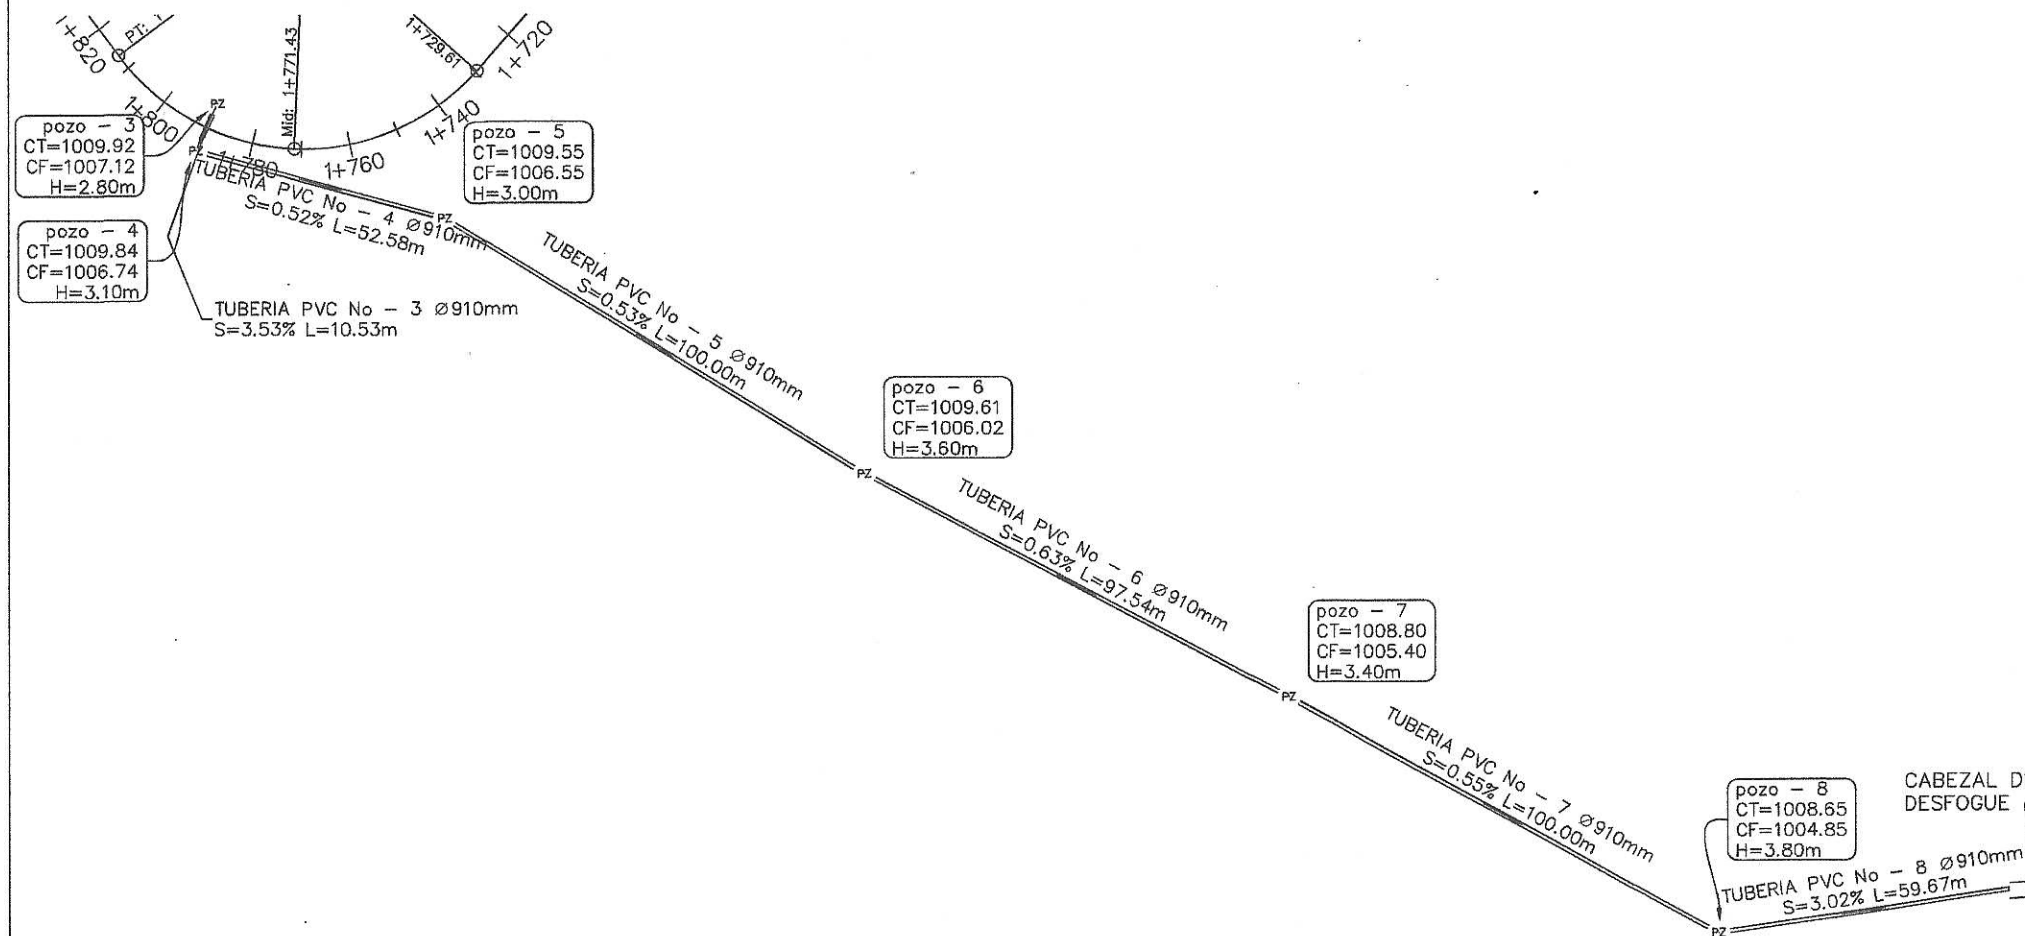 1+820
PT:
1+800
Mid: 1+771.43
1+729.61
1+720
1+740
1+760
1+780
PZ
pozo - 3
CT=1009.92
CF=1007.12
H=2.80m
PZ
pozo - 4
CT=1009.84
CF=1006.74
H=3.10m
TUBERIA PVC No - 3 Ø910mm
S=3.53% L=10.53m
TUBERIA PVC No - 4 Ø910mm
S=0.52% L=52.58m
pozo - 5
CT=1009.55
CF=1006.55
H=3.00m
PZ
TUBERIA PVC No - 5 Ø910mm
S=0.53% L=100.00m
pozo - 6
CT=1009.61
CF=1006.02
H=3.60m
PZ
TUBERIA PVC No - 6 Ø910mm
S=0.63% L=97.54m
pozo - 7
CT=1008.80
CF=1005.40
H=3.40m
PZ
TUBERIA PVC No - 7 Ø910mm
S=0.55% L=100.00m
pozo - 8
CT=1008.65
CF=1004.85
H=3.80m
PZ
CABEZAL D
DESFOGUE
TUBERIA PVC No - 8 Ø910mm
S=3.02% L=59.67m